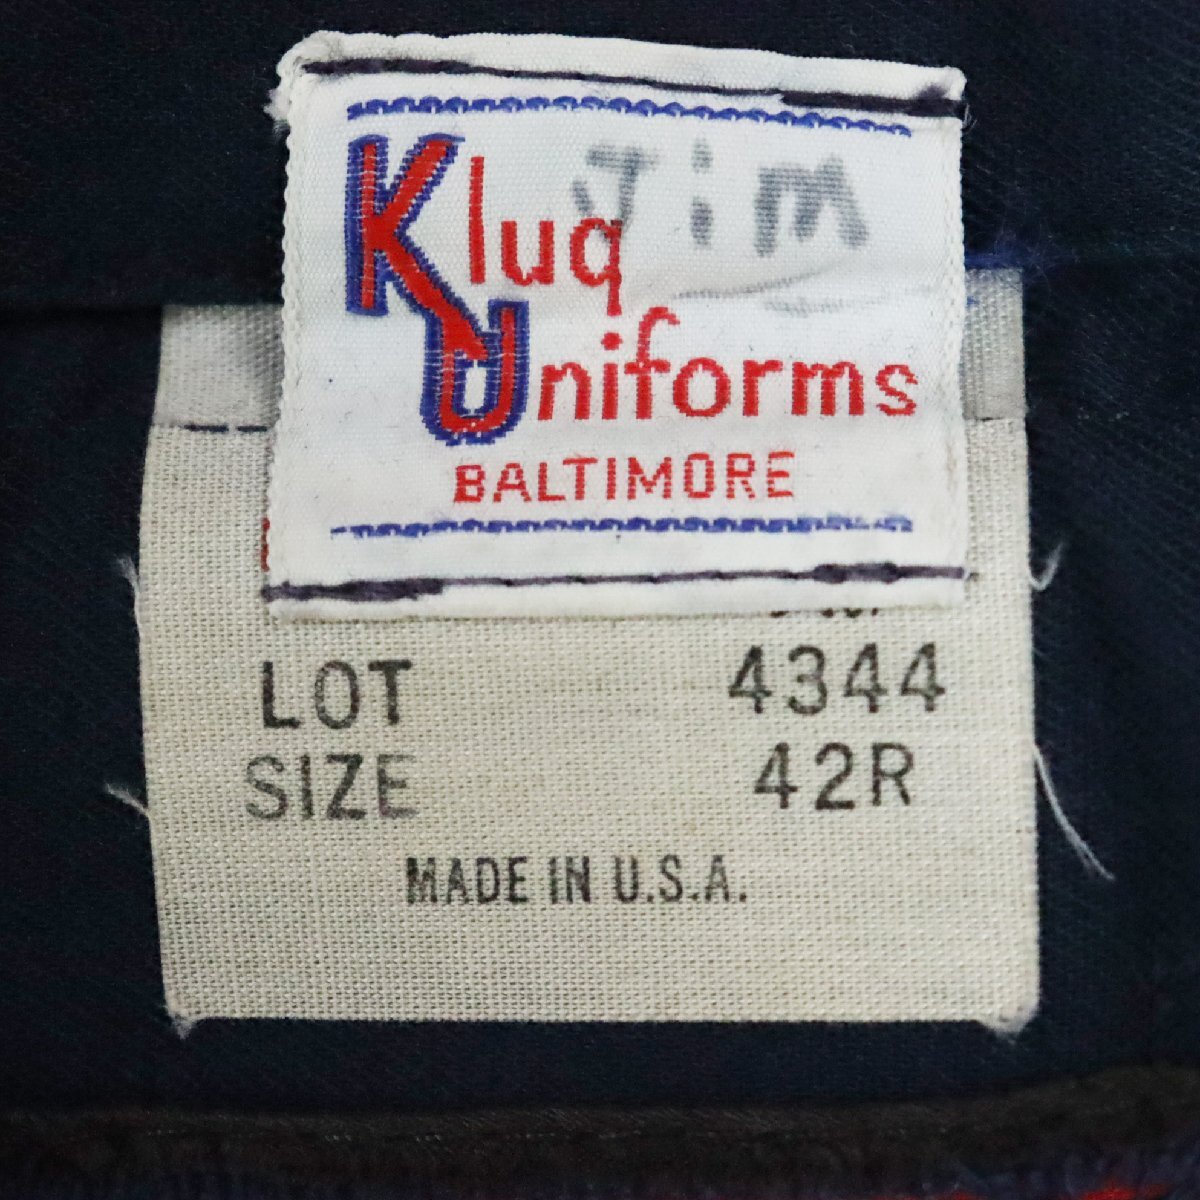 Jim
Kluq
Uniforms
BALTIMORE
LOT 4344
SIZE 42R
MADE IN U.S.A.